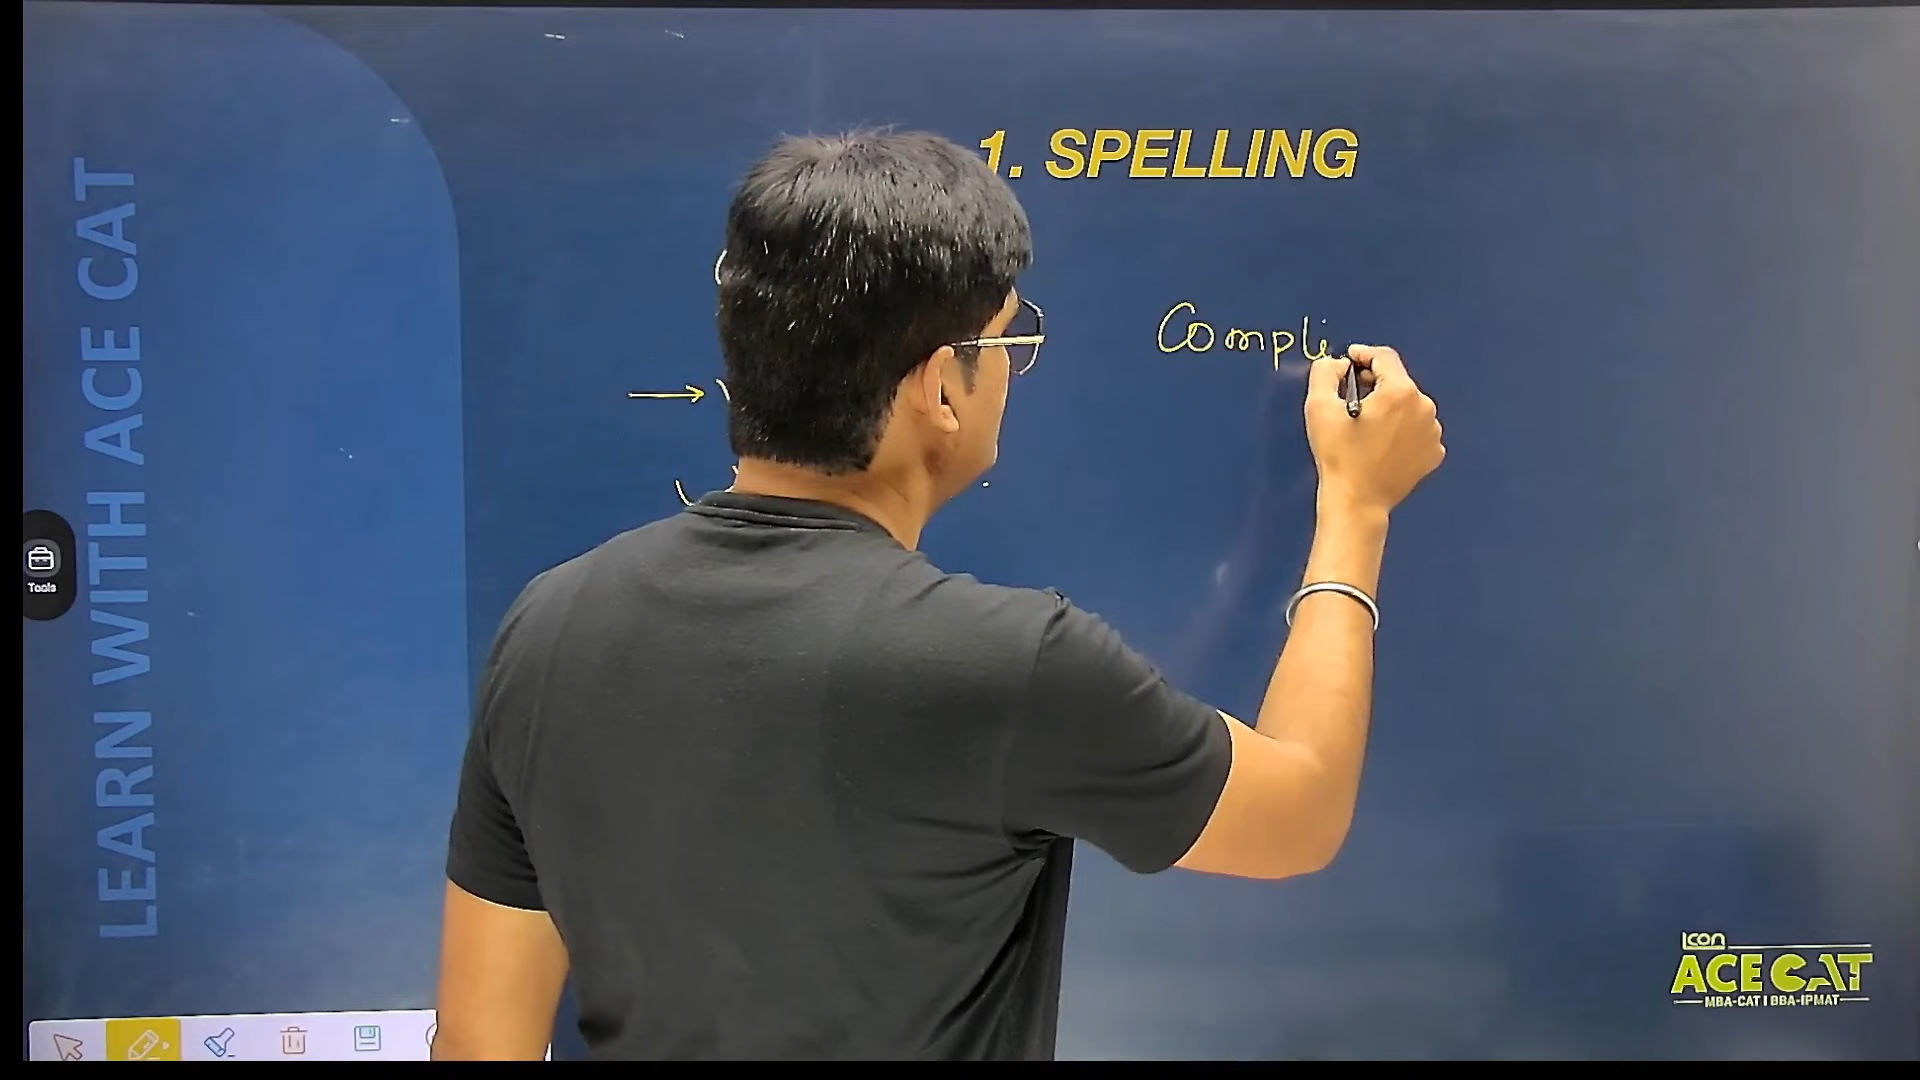 1. SPELLING
LEARN WITH ACE CAT
Compli
Tools
Icon
ACE CAT
MBA-CAT I BBA-IPMAT